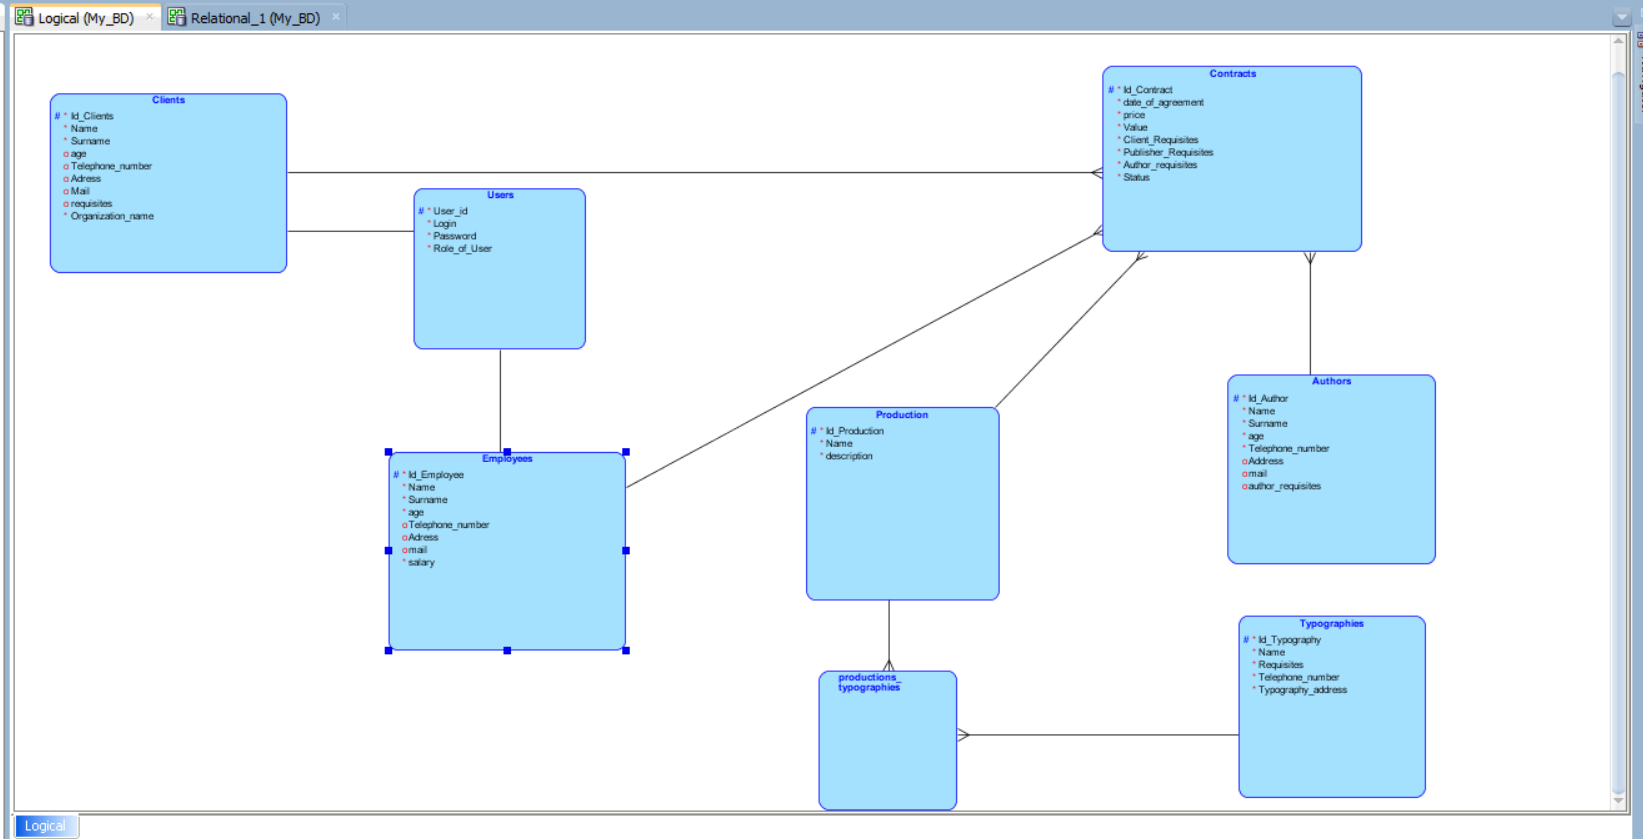 Logical (My_BD)
Relational_1 (My_BD)
Clients
# * Id_Clients
* Name
* Surname
o age
o Telephone_number
o Adress
o Mail
o requisites
* Organization_name
Users
# * User_id
* Login
* Password
* Role_of_User
Contracts
# * Id_Contract
* date_of_agreement
* price
* Value
* Client_Requisites
* Publisher_Requisites
* Author_requisites
* Status
Employees
# * Id_Employee
* Name
* Surname
* age
o Telephone_number
o Adress
o mail
* salary
Production
# * Id_Production
* Name
* description
Authors
# * Id_Author
* Name
* Surname
* age
* Telephone_number
o Address
o mail
o author_requisites
productions_
typographies
Typographies
# * Id_Typography
* Name
* Requisites
* Telephone_number
* Typography_address
Logical